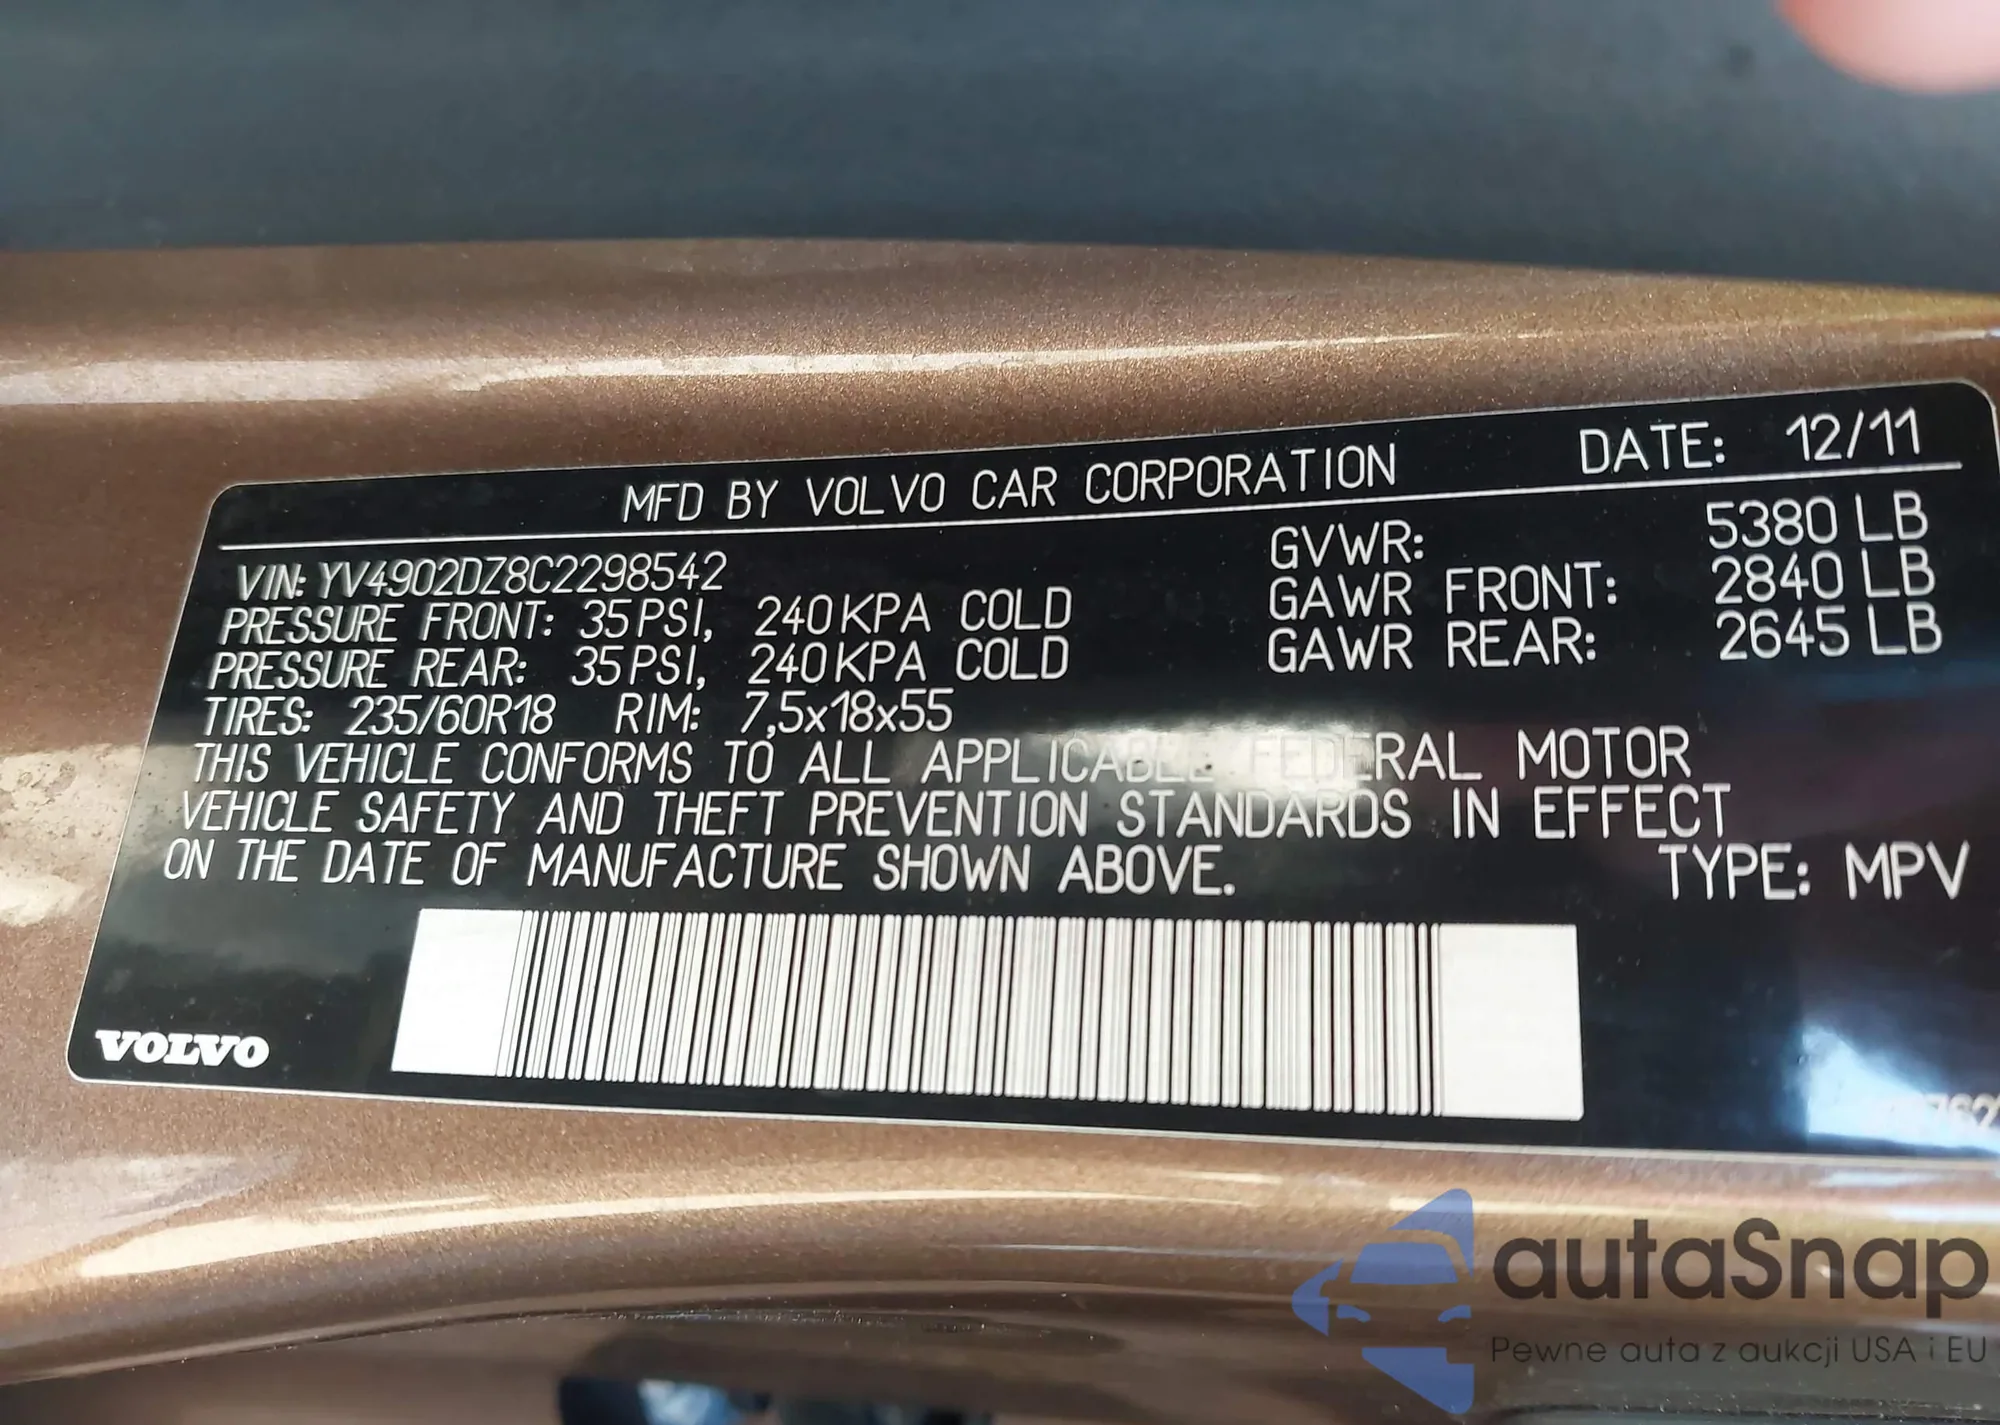 MFD BY VOLVO CAR CORPORATION DATE: 12/11
VIN: YV4902DZ8C2298542 GVWR: 5380 LB
PRESSURE FRONT: 35 PSI, 240 KPA COLD GAWR FRONT: 2840 LB
PRESSURE REAR: 35 PSI, 240 KPA COLD GAWR REAR: 2645 LB
TIRES: 235/60R18 RIM: 7,5x18x55
THIS VEHICLE CONFORMS TO ALL APPLICABLE FEDERAL MOTOR
VEHICLE SAFETY AND THEFT PREVENTION STANDARDS IN EFFECT
ON THE DATE OF MANUFACTURE SHOWN ABOVE. TYPE: MPV
VOLVO
autaSnap
Pewne auta z aukcji USA i EU